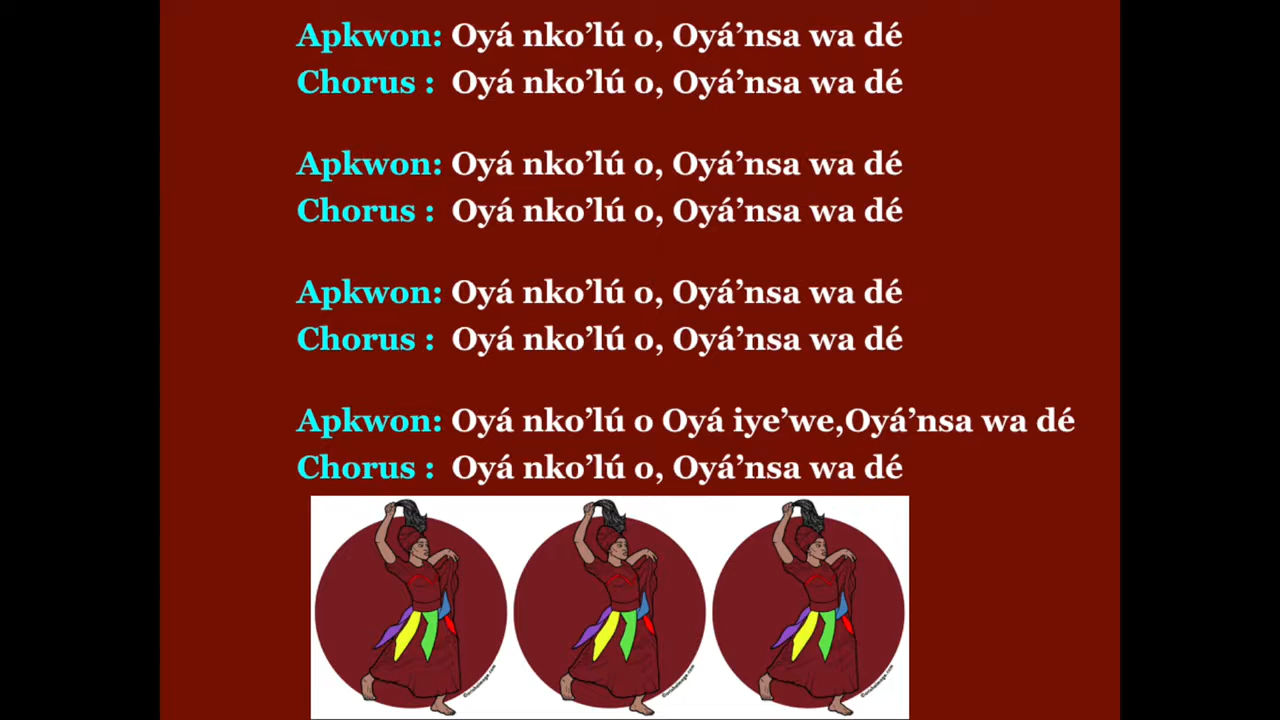 Apkwon: Oyá nko’lú o, Oyá’nsa wa dé
Chorus : Oyá nko’lú o, Oyá’nsa wa dé
Apkwon: Oyá nko’lú o, Oyá’nsa wa dé
Chorus : Oyá nko’lú o, Oyá’nsa wa dé
Apkwon: Oyá nko’lú o, Oyá’nsa wa dé
Chorus : Oyá nko’lú o, Oyá’nsa wa dé
Apkwon: Oyá nko’lú o Oyá iye’we,Oyá’nsa wa dé
Chorus : Oyá nko’lú o, Oyá’nsa wa dé